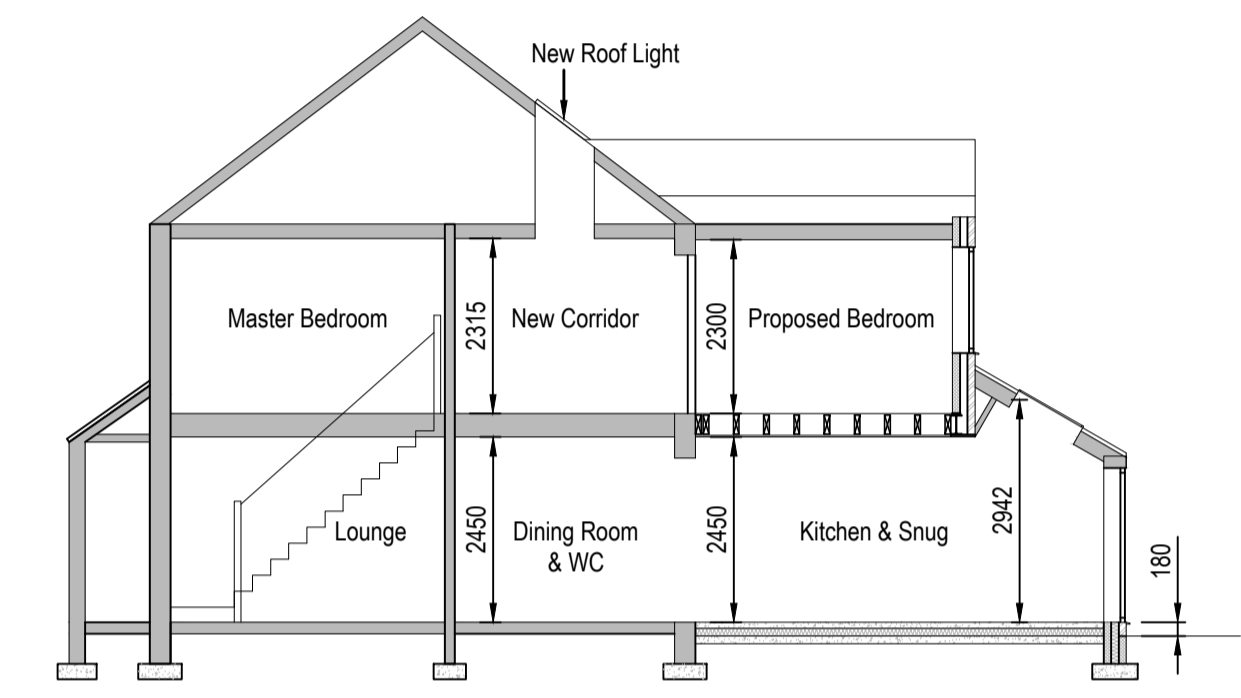 New Roof Light
Master Bedroom
2315
New Corridor
2300
Proposed Bedroom
Lounge
2450
Dining Room
& WC
2450
Kitchen & Snug
2942
180